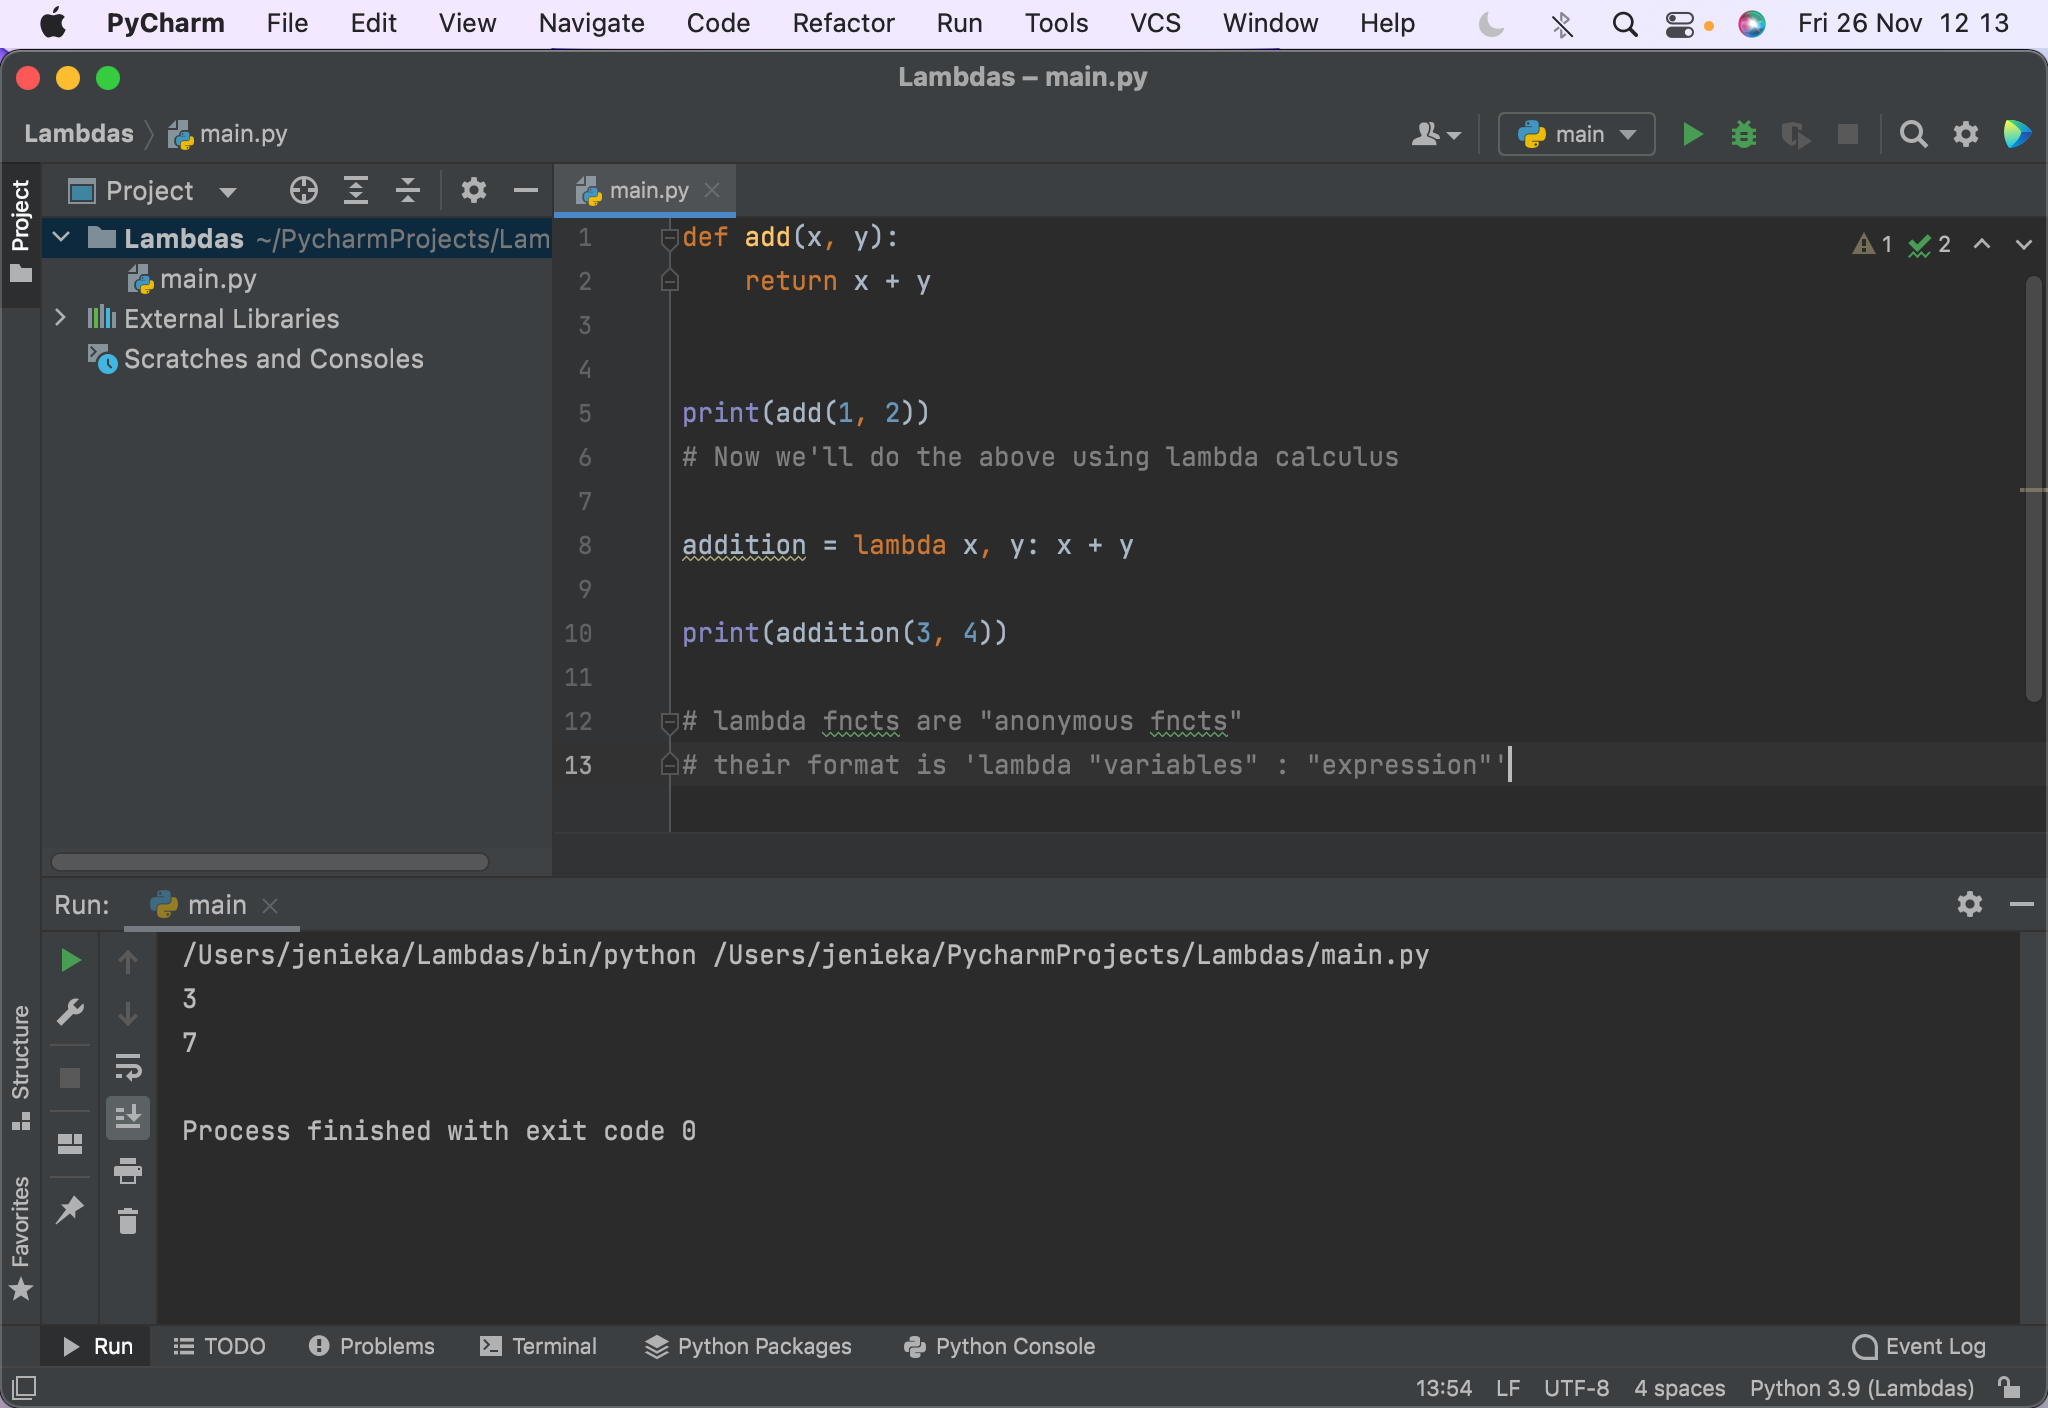 PyCharm File Edit View Navigate Code Refactor Run Tools VCS Window Help Fri 26 Nov 12 13
Lambdas – main.py
Lambdas main.py
main
Project
Project
main.py
Lambdas ~/PycharmProjects/Lam
main.py
External Libraries
Scratches and Consoles
1 def add(x, y):
2     return x + y
3
4
5 print(add(1, 2))
6 # Now we'll do the above using lambda calculus
7
8 addition = lambda x, y: x + y
9
10 print(addition(3, 4))
11
12 # lambda fncts are "anonymous fncts"
13 # their format is 'lambda "variables" : "expression"'
1 2
Run: main
/Users/jenieka/Lambdas/bin/python /Users/jenieka/PycharmProjects/Lambdas/main.py
3
7
Process finished with exit code 0
Structure
Favorites
Run TODO Problems Terminal Python Packages Python Console Event Log
13:54 LF UTF-8 4 spaces Python 3.9 (Lambdas)